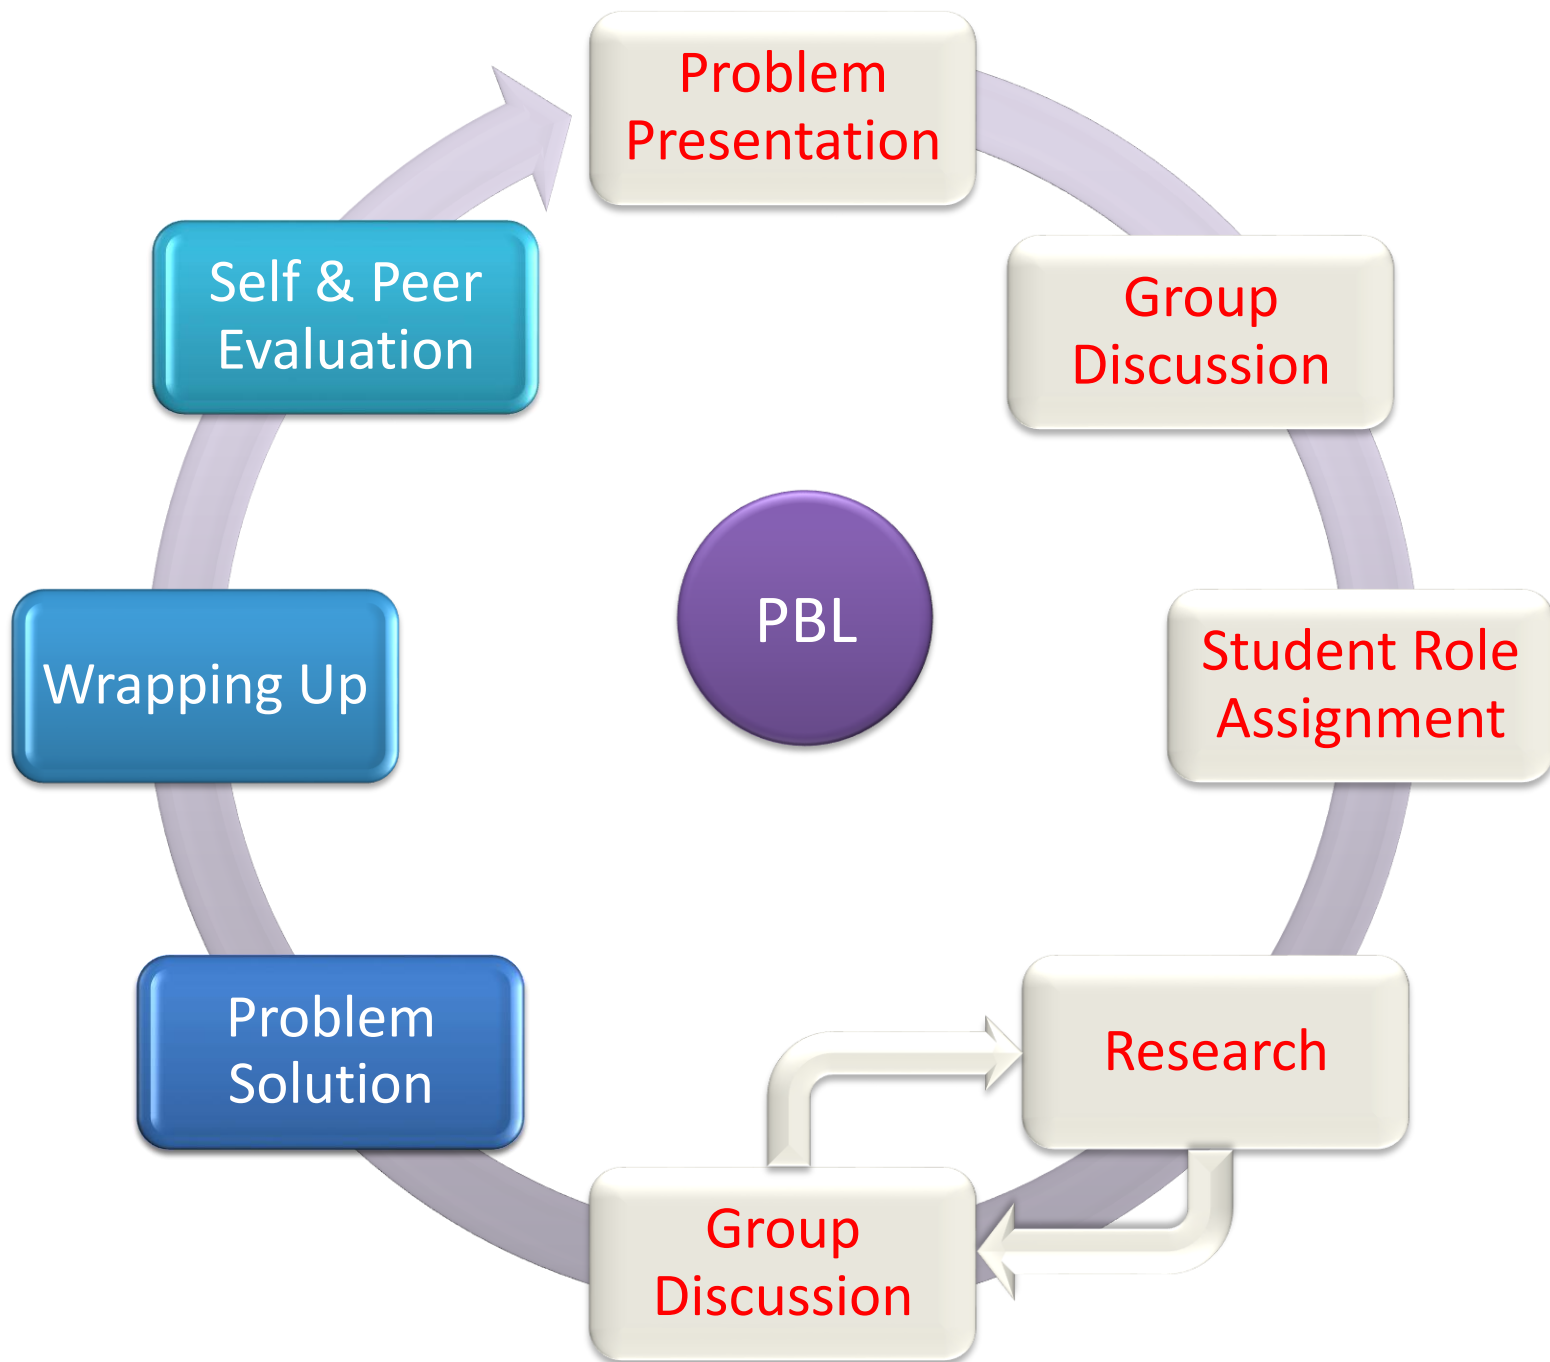 Problem
Presentation
Group
Discussion
Student Role
Assignment
Research
Group
Discussion
Problem
Solution
Wrapping Up
Self & Peer
Evaluation
PBL